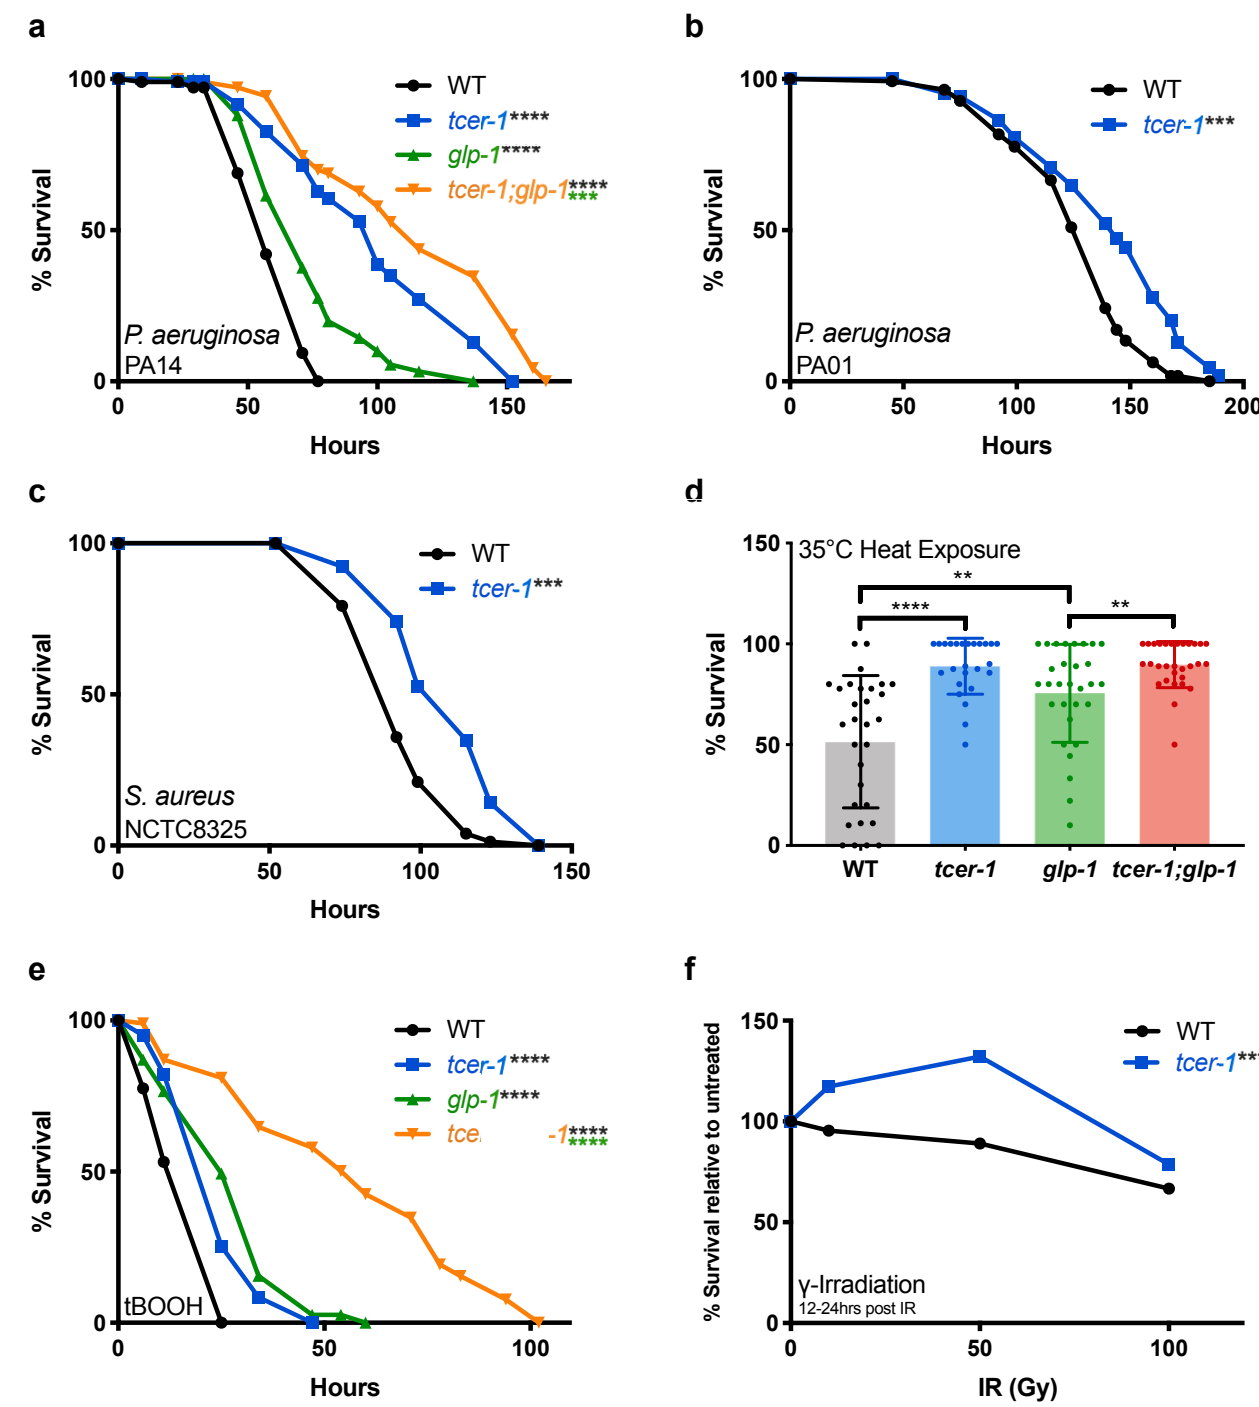 a
100
50
0
% Survival
WT
tcer-1****
glp-1****
tcer-1;glp-1****
***
P. aeruginosa
PA14
0 50 100 150
Hours
b
100
50
0
% Survival
WT
tcer-1***
P. aeruginosa
PA01
0 50 100 150 200
Hours
c
100
50
0
% Survival
WT
tcer-1***
S. aureus
NCTC8325
0 50 100 150
Hours
d
150
100
50
0
% Survival
35°C Heat Exposure
**
**** **
WT tcer-1 glp-1 tcer-1;glp-1
e
100
50
0
% Survival
WT
tcer-1****
glp-1****
-1****
****
tBOOH
0 50 100
Hours
f
150
100
50
0
% Survival relative to untreated
WT
tcer-1**
γ-Irradiation
12-24hrs post IR
0 50 100
IR (Gy)